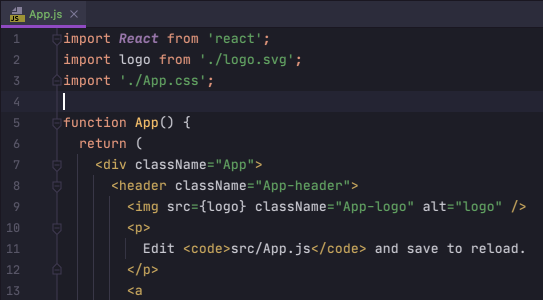 App.js
1 import React from 'react';
2 import logo from './logo.svg';
3 import './App.css';
4
5 function App() {
6 return (
7 <div className="App">
8 <header className="App-header">
9 <img src={logo} className="App-logo" alt="logo" />
10 <p>
11 Edit <code>src/App.js</code> and save to reload.
12 </p>
13 <a